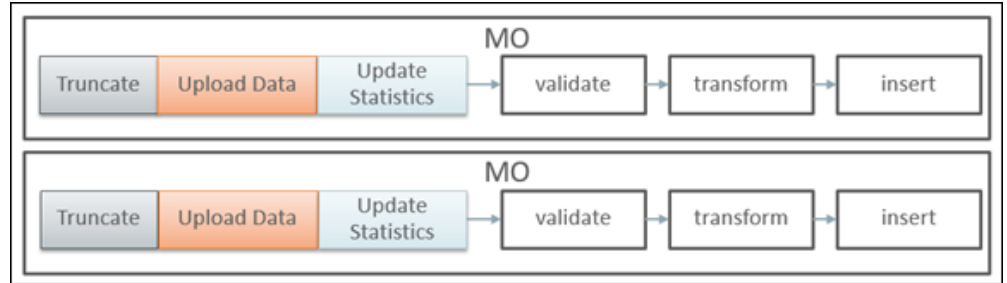 MO
Truncate
Upload Data
Update
Statistics
validate
transform
insert
MO
Truncate
Upload Data
Update
Statistics
validate
transform
insert